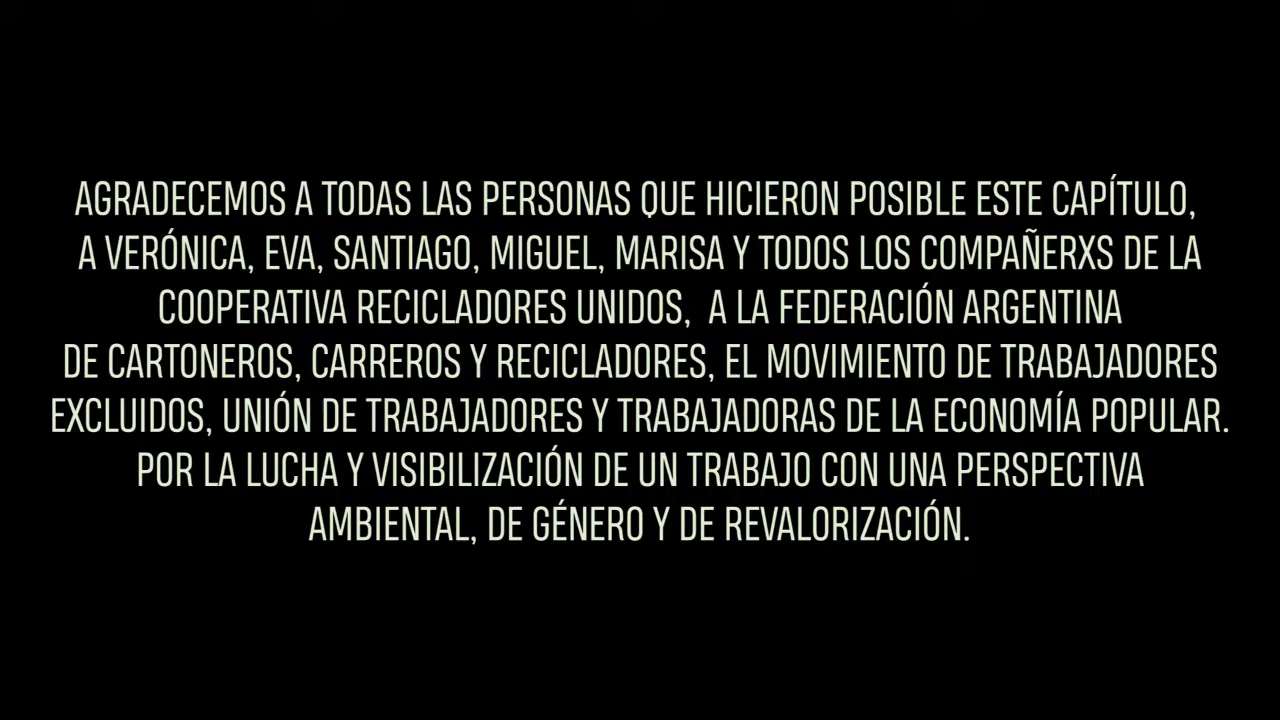 AGRADECEMOS A TODAS LAS PERSONAS QUE HICIERON POSIBLE ESTE CAPÍTULO,
A VERÓNICA, EVA, SANTIAGO, MIGUEL, MARISA Y TODOS LOS COMPAÑERXS DE LA
COOPERATIVA RECICLADORES UNIDOS, A LA FEDERACIÓN ARGENTINA
DE CARTONEROS, CARREROS Y RECICLADORES, EL MOVIMIENTO DE TRABAJADORES
EXCLUIDOS, UNIÓN DE TRABAJADORES Y TRABAJADORAS DE LA ECONOMÍA POPULAR.
POR LA LUCHA Y VISIBILIZACIÓN DE UN TRABAJO CON UNA PERSPECTIVA
AMBIENTAL, DE GÉNERO Y DE REVALORIZACIÓN.